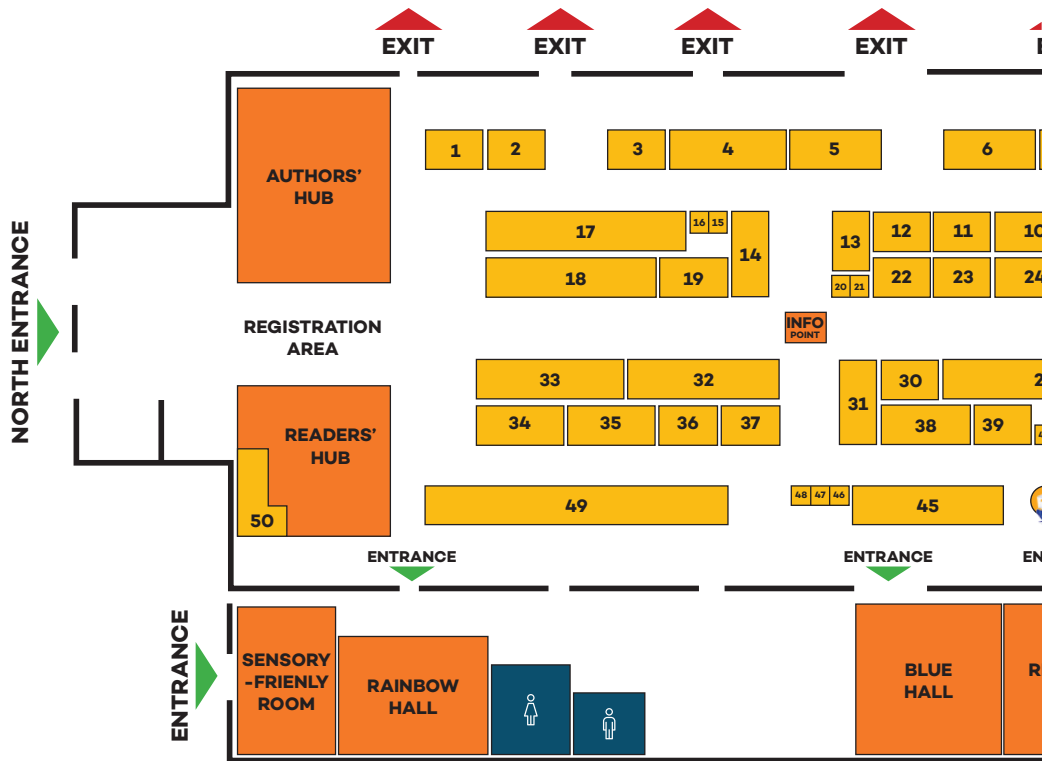 EXIT
EXIT
EXIT
EXIT
AUTHORS'
HUB
1
2
3
4
5
6
17
16
15
14
13
12
11
10
18
19
20
21
22
23
24
NORTH ENTRANCE
REGISTRATION
AREA
INFO
POINT
33
32
31
30
READERS'
HUB
34
35
36
37
38
39
50
49
48
47
46
45
ENTRANCE
ENTRANCE
ENTRANCE
SENSORY
-FRIENLY
ROOM
RAINBOW
HALL
BLUE
HALL